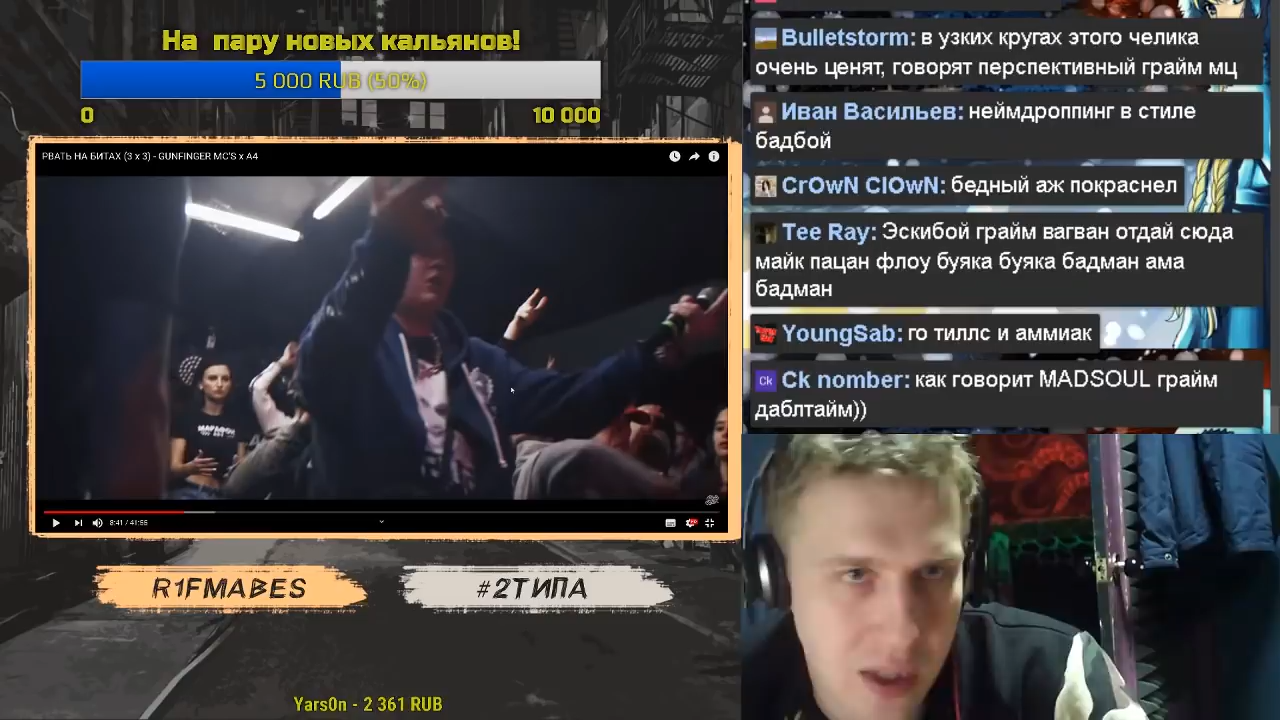 На пару новых кальянов!
5 000 RUB (50%)
0
10 000
РВАТЬ НА БИТАХ (3 x 3) - GUNFINGER MC'S x A4
8:41 / 41:55
R1FMABES
#2ТИПА
Yars0n - 2 361 RUB
Bulletstorm: в узких кругах этого челика
очень ценят, говорят перспективный грайм мц
Иван Васильев: неймдроппинг в стиле
бадбой
CrOwN ClOwN: бедный аж покраснел
Tee Ray: Эскибой грайм вагван отдай сюда
майк пацан флоу буяка буяка бадман ама
бадман
YoungSab: го тиллс и аммиак
Ck
Ck nomber: как говорит MADSOUL грайм
даблтайм))